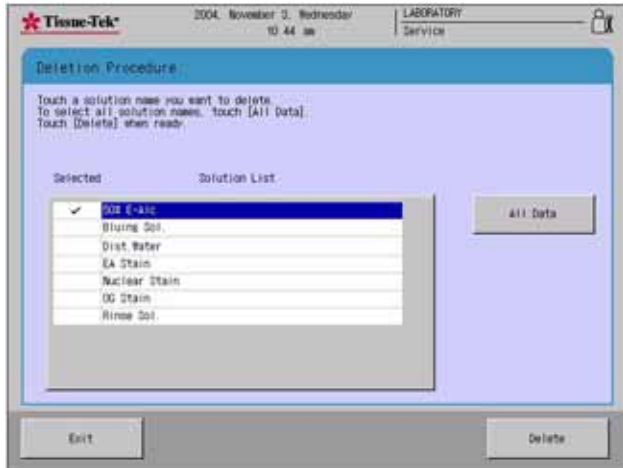 Tissue-Tek
2004, November 3, Wednesday
10 44 am
LABORATORY
Service
Deletion Procedure
Touch a solution name you want to delete.
To select all solution names, touch [All Data].
Touch [Delete] when ready.
Selected Solution List
50% E-Alc
Bluing Sol.
Dist.Water
EA Stain
Nuclear Stain
OG Stain
Rinse Sol.
All Data
Exit
Delete